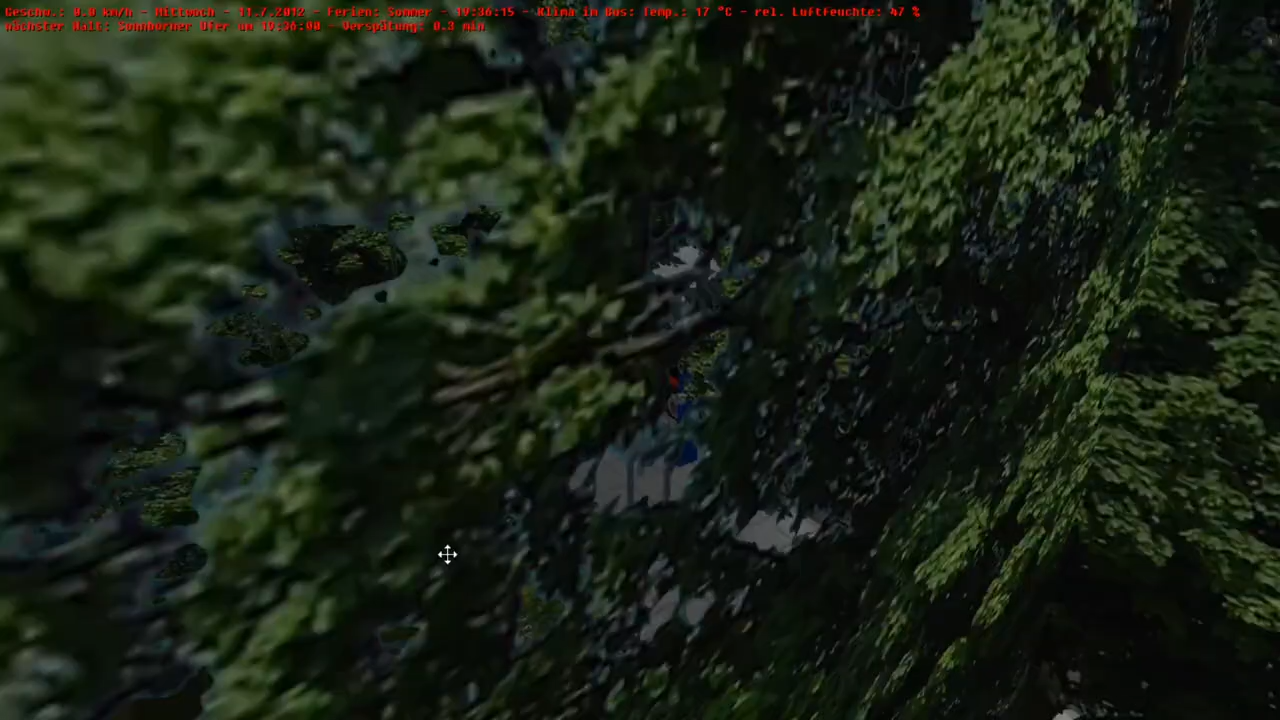 Geschw.: 0.0 km/h - Mittwoch - 11.7.2012 - Ferien: Sommer - 19:36:15 - Klima im Bus: Temp.: 17 °C - rel. Luftfeuchte: 47 %
nächster Halt: Sonnborner Ufer um 19:36:00 - Verspätung: 0.3 min